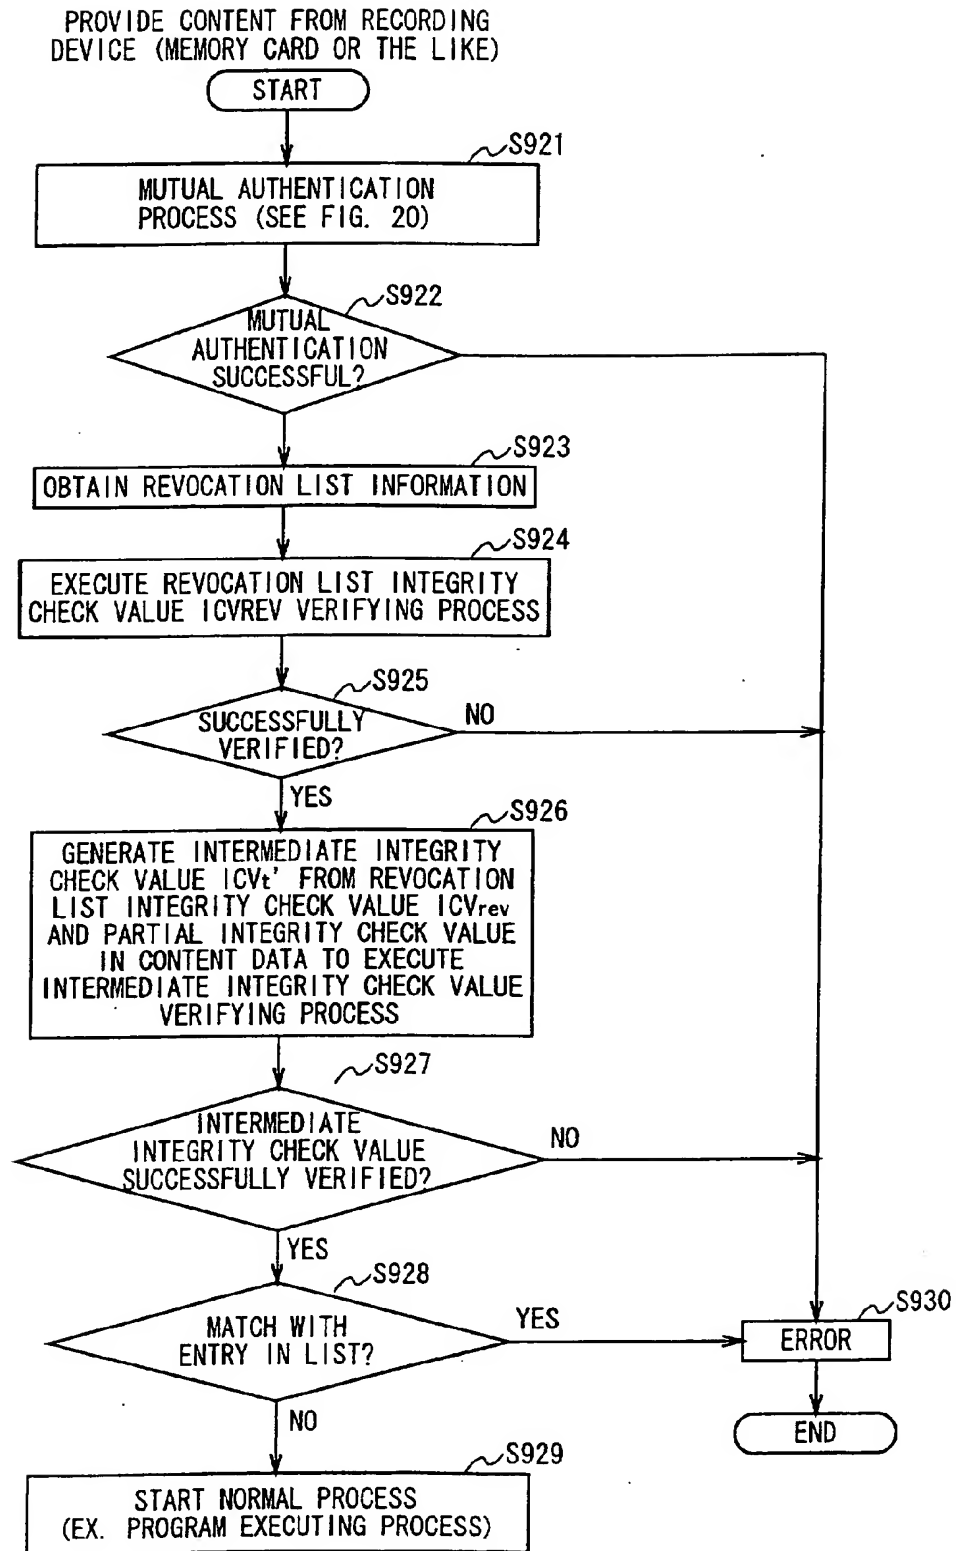 PROVIDE CONTENT FROM RECORDING
DEVICE (MEMORY CARD OR THE LIKE)
START
S921
MUTUAL AUTHENTICATION
PROCESS (SEE FIG. 20)
S922
MUTUAL
AUTHENTICATION
SUCCESSFUL?
S923
OBTAIN REVOCATION LIST INFORMATION
S924
EXECUTE REVOCATION LIST INTEGRITY
CHECK VALUE ICVREV VERIFYING PROCESS
S925
SUCCESSFULLY
VERIFIED?
NO
YES
S926
GENERATE INTERMEDIATE INTEGRITY
CHECK VALUE ICVt' FROM REVOCATION
LIST INTEGRITY CHECK VALUE ICVrev
AND PARTIAL INTEGRITY CHECK VALUE
IN CONTENT DATA TO EXECUTE
INTERMEDIATE INTEGRITY CHECK VALUE
VERIFYING PROCESS
S927
INTERMEDIATE
INTEGRITY CHECK VALUE
SUCCESSFULLY VERIFIED?
NO
YES
S928
MATCH WITH
ENTRY IN LIST?
YES
S930
ERROR
END
NO
S929
START NORMAL PROCESS
(EX. PROGRAM EXECUTING PROCESS)